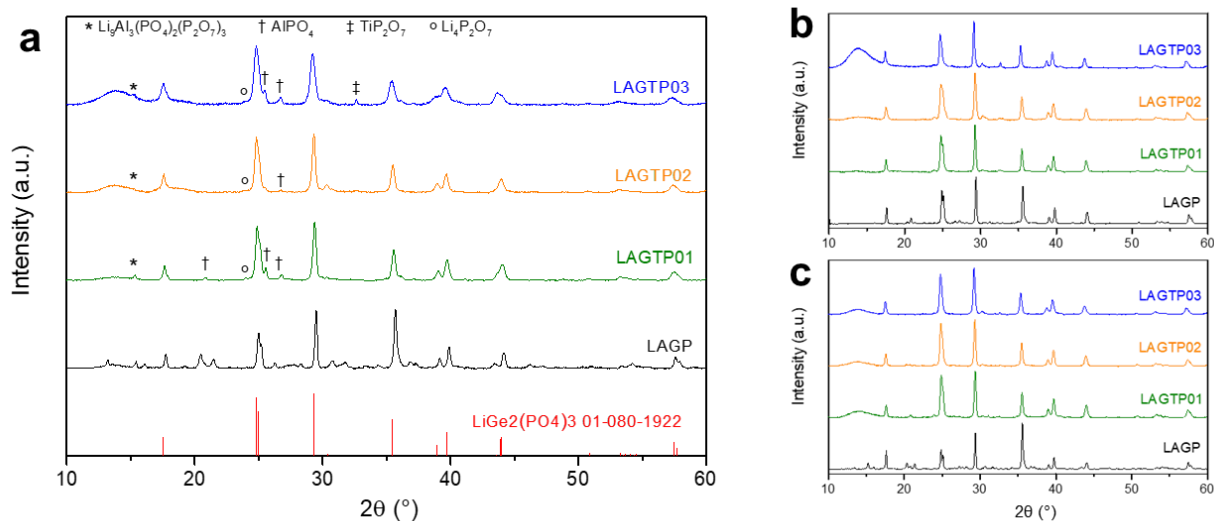 a
* Li₉Al₃(PO₄)₂(P₂O₇)₃ † AlPO₄ ‡ TiP₂O₇ o Li₄P₂O₇
LAGTP03
* o † † ‡
LAGTP02
* o †
LAGTP01
* † o † †
LAGP
LiGe2(PO4)3 01-080-1922
Intensity (a.u.)
10 20 30 40 50 60
2θ (°)
b
LAGTP03
LAGTP02
LAGTP01
LAGP
Intensity (a.u.)
10 20 30 40 50 60
c
LAGTP03
LAGTP02
LAGTP01
LAGP
Intensity (a.u.)
10 20 30 40 50 60
2θ (°)